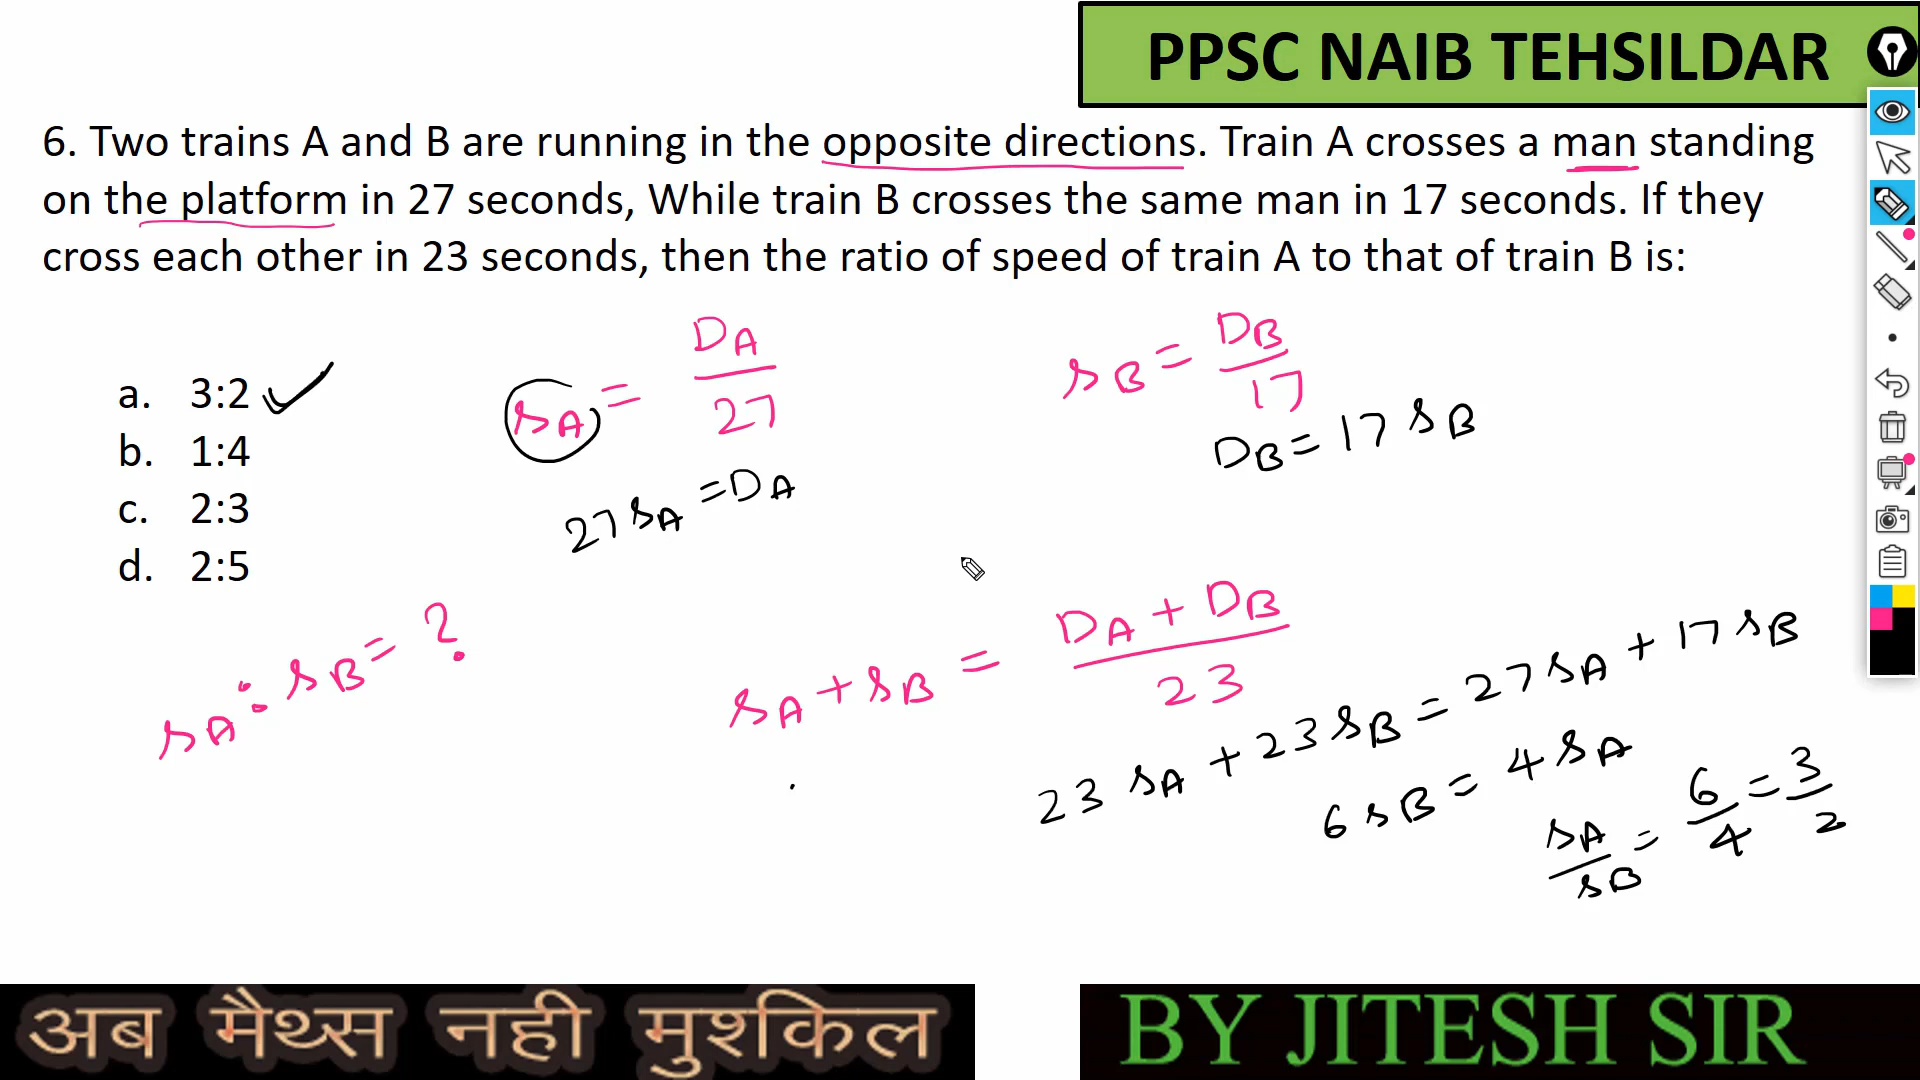 PPSC NAIB TEHSILDAR
6. Two trains A and B are running in the opposite directions. Train A crosses a man standing
on the platform in 27 seconds, While train B crosses the same man in 17 seconds. If they
cross each other in 23 seconds, then the ratio of speed of train A to that of train B is:
a. 3:2
b. 1:4
c. 2:3
d. 2:5
sA = DA/27
27 sA = DA
sB = DB/17
DB = 17 sB
sA : sB = ?
sA + sB = DA + DB/23
23 sA + 23 sB = 27 sA + 17 sB
6 sB = 4 sA
sA/sB = 6/4 = 3/2
अब मैथ्स नही मुश्किल
BY JITESH SIR